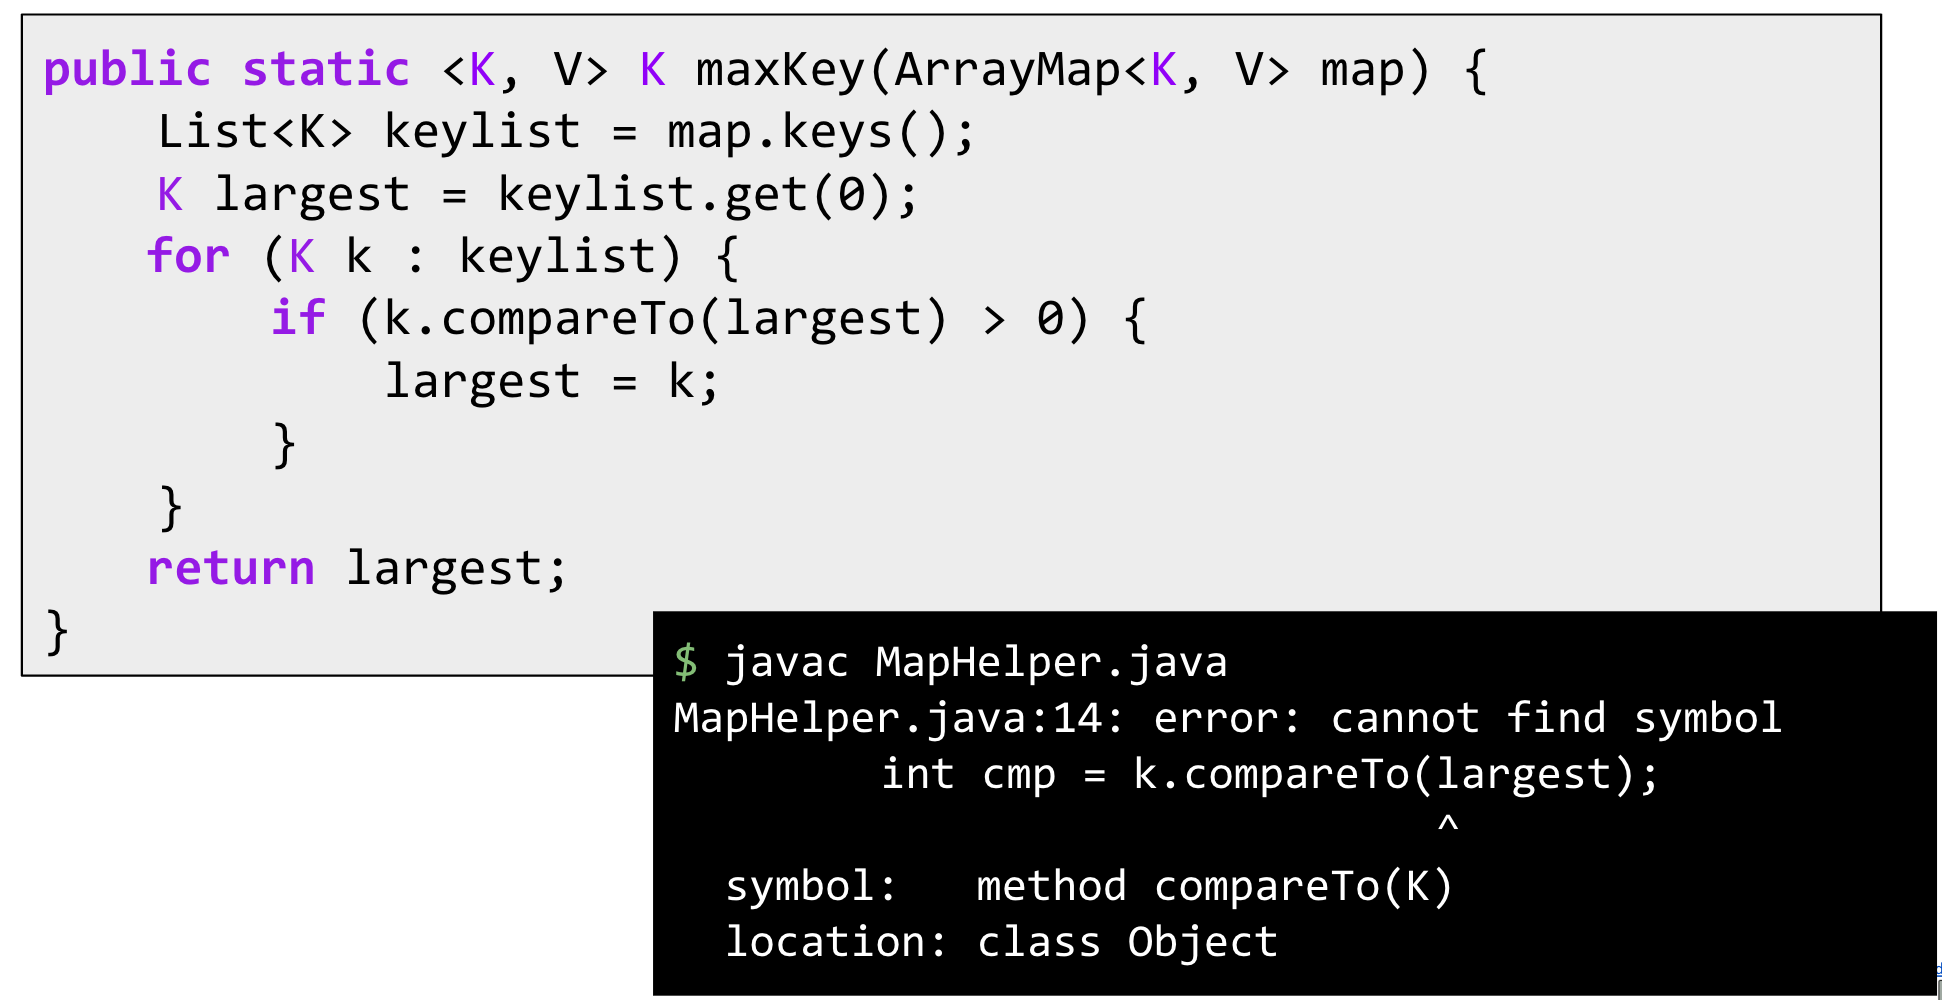 public static <K, V> K maxKey(ArrayMap<K, V> map) {
    List<K> keylist = map.keys();
    K largest = keylist.get(0);
    for (K k : keylist) {
        if (k.compareTo(largest) > 0) {
            largest = k;
        }
    }
    return largest;
}
$ javac MapHelper.java
MapHelper.java:14: error: cannot find symbol
        int cmp = k.compareTo(largest);
                              ^
  symbol:   method compareTo(K)
  location: class Object